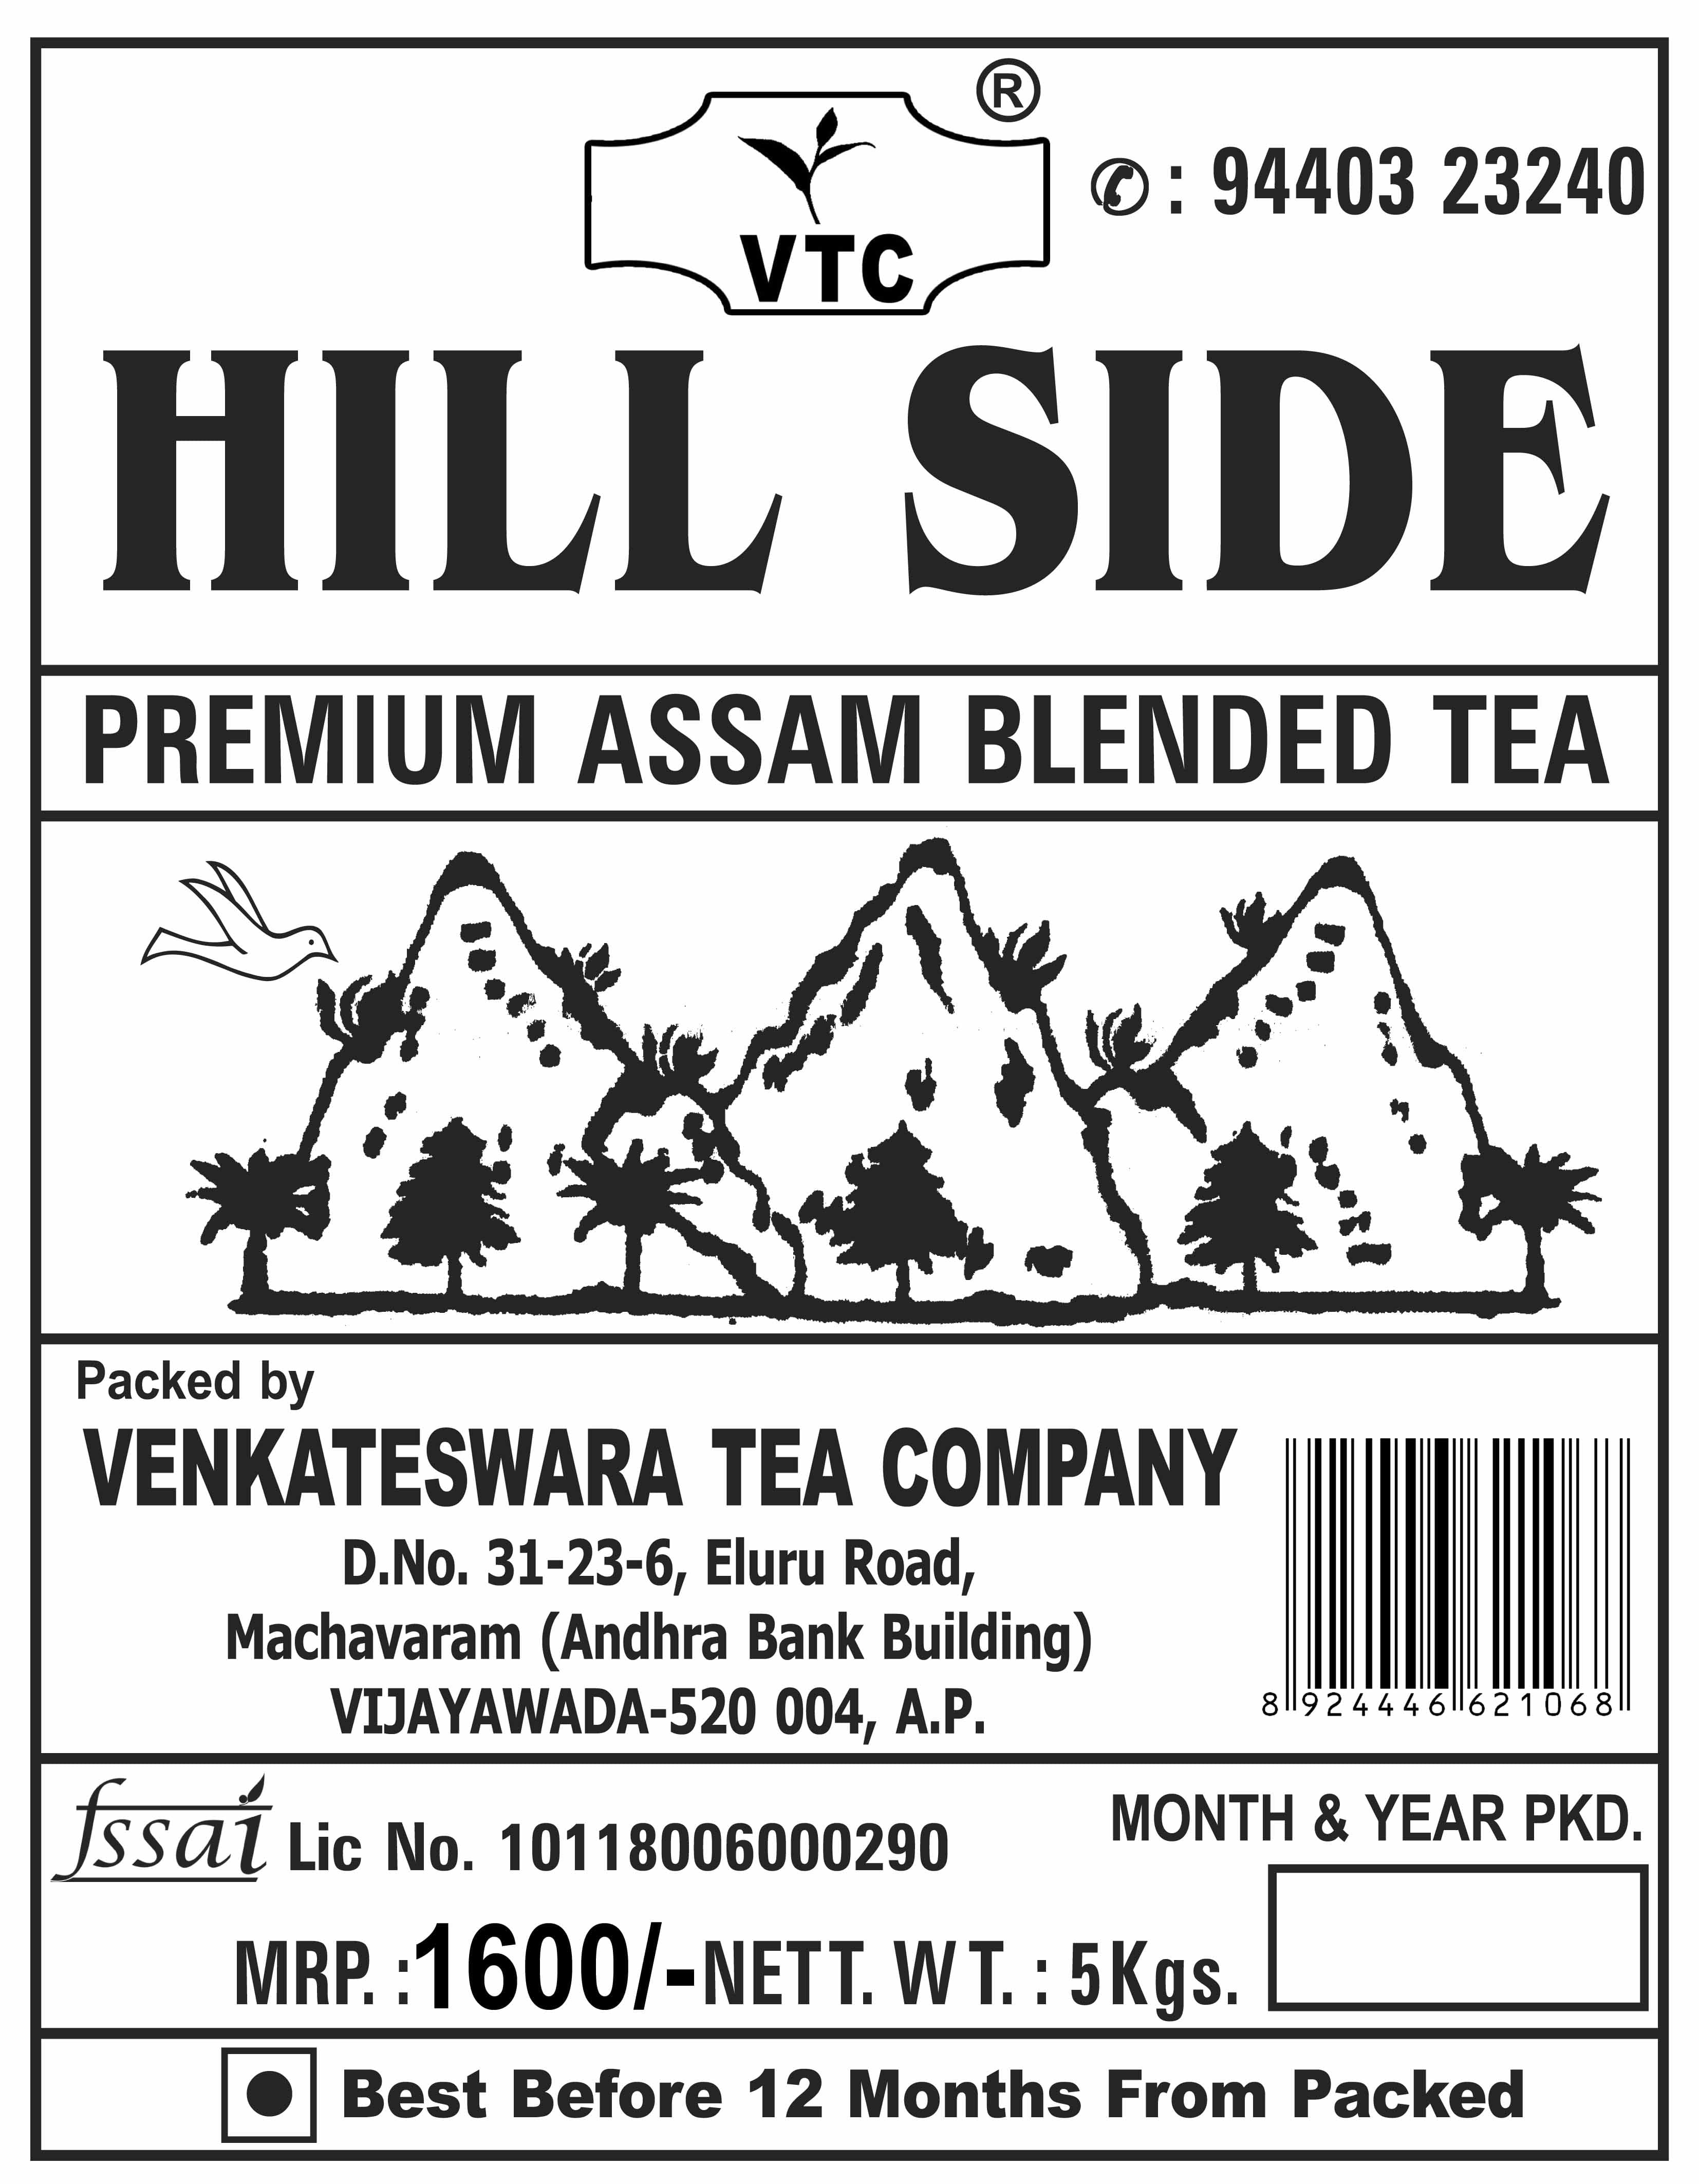 ®
VTC
✆ : 94403 23240
HILL SIDE
PREMIUM ASSAM BLENDED TEA
Packed by
VENKATESWARA TEA COMPANY
D.No. 31-23-6, Eluru Road,
Machavaram (Andhra Bank Building)
VIJAYAWADA-520 004, A.P.
8 924446 621068
fssai Lic No. 10118006000290
MONTH & YEAR PKD.
MRP. :1600/- NETT. WT. : 5Kgs.
Best Before 12 Months From Packed